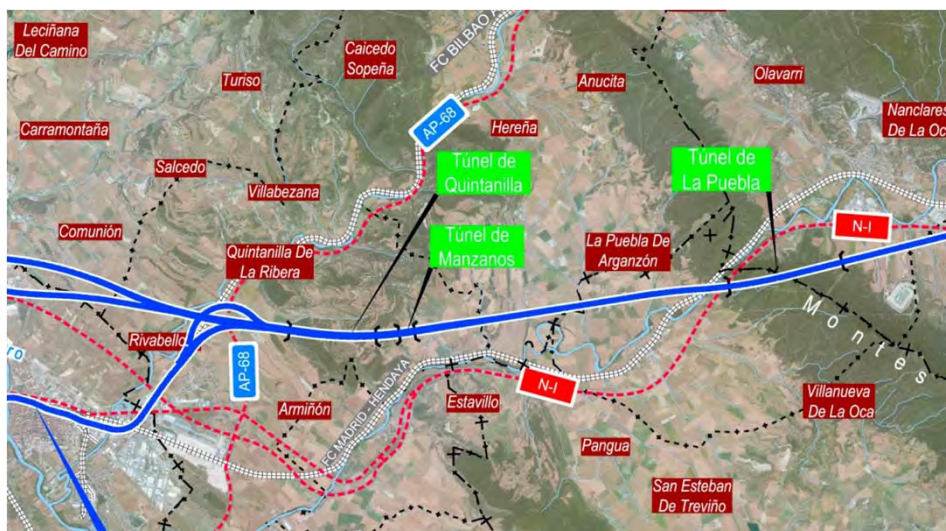 Leciñana
Del Camino
Caicedo
Sopeña
Turiso
FC BILBAO
AP-68
Anucita
Olavarri
Nanclares
De La Oca
Carramontaña
Hereña
Salcedo
Villabezana
Túnel de
Quintanilla
Túnel de
La Puebla
Comunión
Quintanilla De
La Ribera
Túnel de
Manzanos
La Puebla De
Arganzón
N-I
Rivabellosa
AP-68
Montes
FC MADRID - HENDAYA
N-I
Armiñón
Estavillo
Villanueva
De La Oca
Pangua
San Esteban
De Treviño